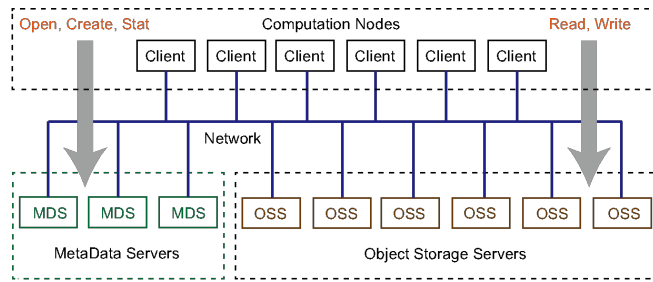 Open, Create, Stat Computation Nodes Read, Write
Client Client Client Client Client Client
Network
MDS MDS MDS OSS OSS OSS OSS OSS OSS
MetaData Servers Object Storage Servers